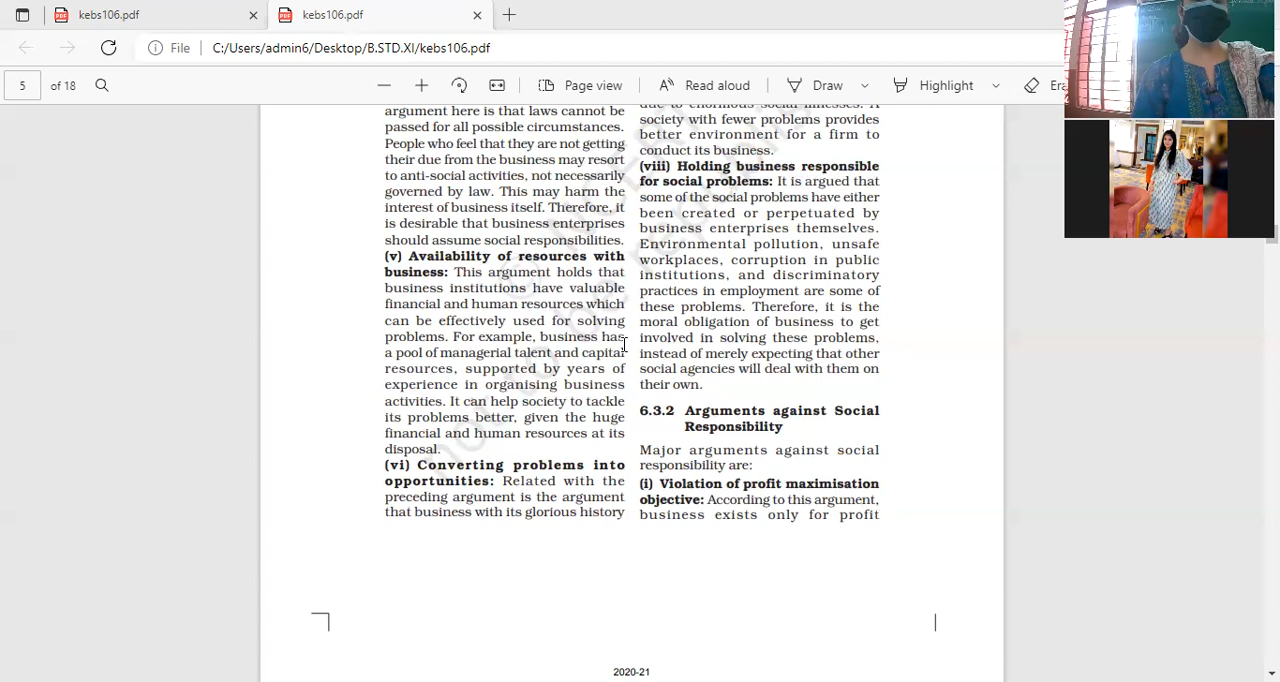 kebs106.pdf
kebs106.pdf
File
C:/Users/admin6/Desktop/B.STD.XI/kebs106.pdf
5 of 18
Page view
Read aloud
Draw
Highlight
argument here is that laws cannot be
passed for all possible circumstances.
People who feel that they are not getting
their due from the business may resort
to anti-social activities, not necessarily
governed by law. This may harm the
interest of business itself. Therefore, it
is desirable that business enterprises
should assume social responsibilities.
(v) Availability of resources with
business: This argument holds that
business institutions have valuable
financial and human resources which
can be effectively used for solving
problems. For example, business has
a pool of managerial talent and capital
resources, supported by years of
experience in organising business
activities. It can help society to tackle
its problems better, given the huge
financial and human resources at its
disposal.
(vi) Converting problems into
opportunities: Related with the
preceding argument is the argument
that business with its glorious history
due to enormous social illnesses. A
society with fewer problems provides
better environment for a firm to
conduct its business.
(viii) Holding business responsible
for social problems: It is argued that
some of the social problems have either
been created or perpetuated by
business enterprises themselves.
Environmental pollution, unsafe
workplaces, corruption in public
institutions, and discriminatory
practices in employment are some of
these problems. Therefore, it is the
moral obligation of business to get
involved in solving these problems,
instead of merely expecting that other
social agencies will deal with them on
their own.
6.3.2 Arguments against Social
Responsibility
Major arguments against social
responsibility are:
(i) Violation of profit maximisation
objective: According to this argument,
business exists only for profit
2020-21